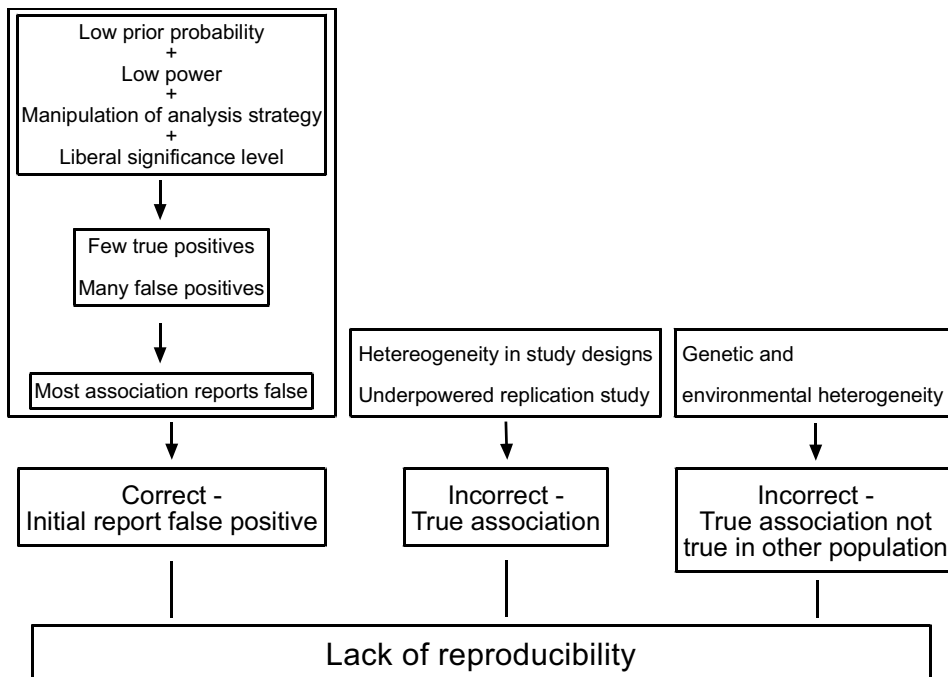 Low prior probability
+
Low power
+
Manipulation of analysis strategy
+
Liberal significance level
Few true positives
Many false positives
Most association reports false
Hetereogeneity in study designs
Underpowered replication study
Genetic and
environmental heterogeneity
Correct -
Initial report false positive
Incorrect -
True association
Incorrect -
True association not
true in other population
Lack of reproducibility